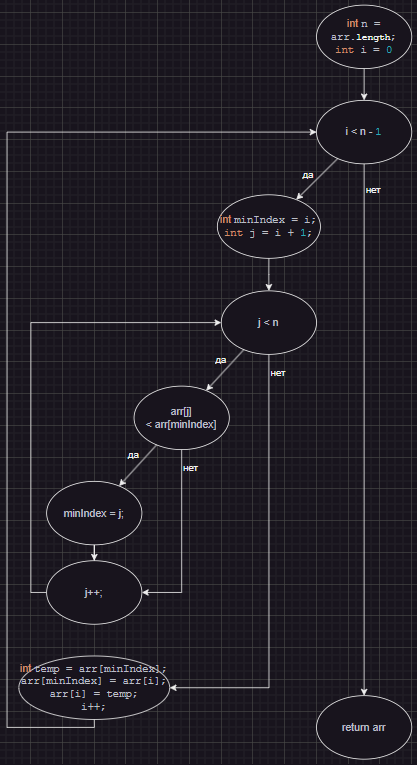 int n =
arr.length;
int i = 0
i < n - 1
да
нет
int minIndex = i;
int j = i + 1;
j < n
да
нет
arr[j]
< arr[minIndex]
да
нет
minIndex = j;
j++;
int temp = arr[minIndex];
arr[minIndex] = arr[i];
arr[i] = temp;
i++;
return arr